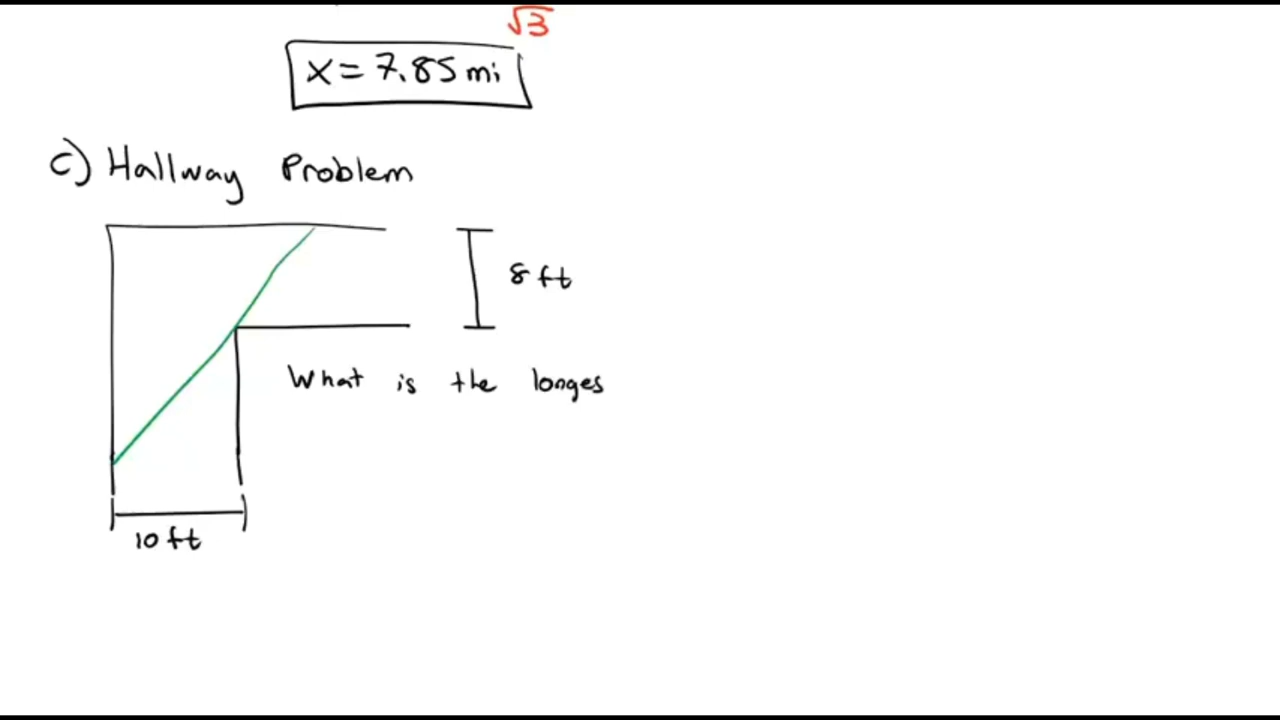 √3
x = 7.85 mi
c) Hallway Problem
8 ft
What is the longes
10 ft